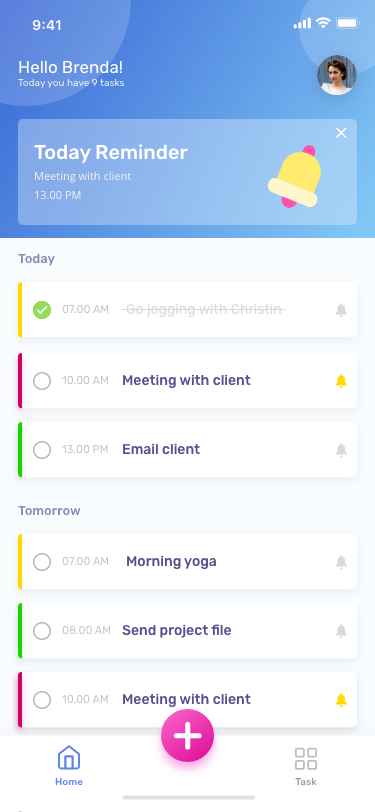 9:41
Hello Brenda!
Today you have 9 tasks
Today Reminder
Meeting with client
13.00 PM
Today
07.00 AM Go jogging with Christin
10.00 AM Meeting with client
13.00 PM Email client
Tomorrow
07.00 AM Morning yoga
08.00 AM Send project file
10.00 AM Meeting with client
Home Task